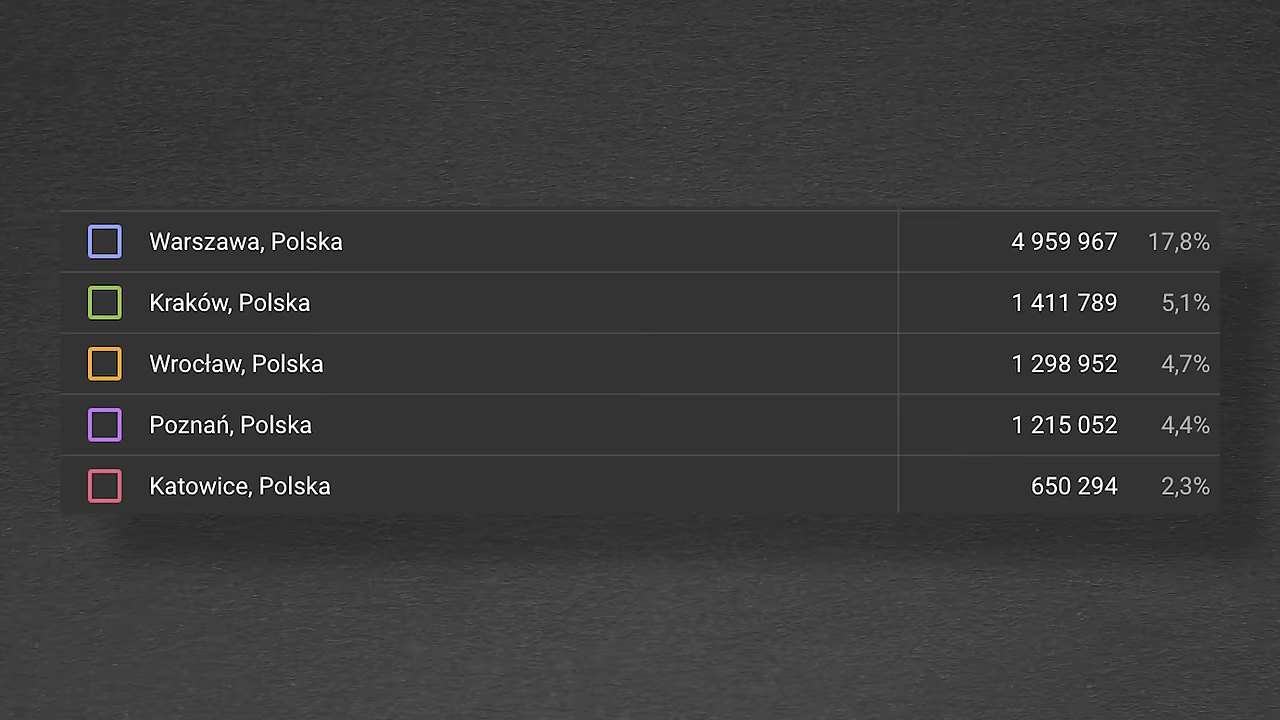 Warszawa, Polska 4 959 967 17,8%
Kraków, Polska 1 411 789 5,1%
Wrocław, Polska 1 298 952 4,7%
Poznań, Polska 1 215 052 4,4%
Katowice, Polska 650 294 2,3%